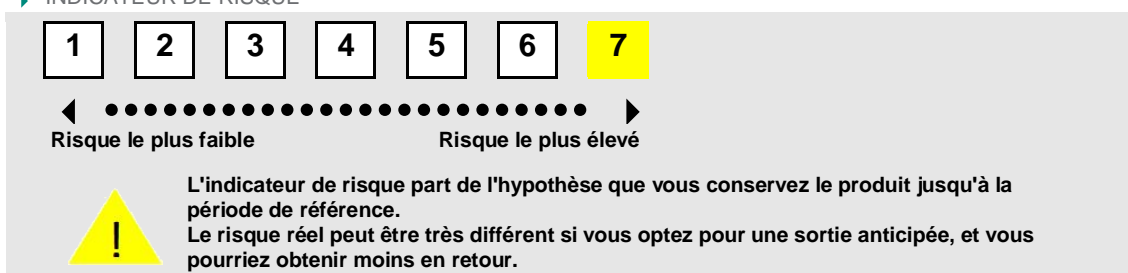 INDICATEUR DE RISQUE
1 2 3 4 5 6 7
Risque le plus faible Risque le plus élevé
L'indicateur de risque part de l'hypothèse que vous conservez le produit jusqu'à la
période de référence.
! Le risque réel peut être très différent si vous optez pour une sortie anticipée, et vous
pourriez obtenir moins en retour.